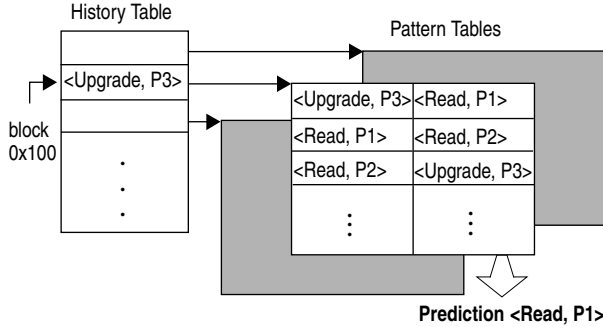 History Table
Pattern Tables
<Upgrade, P3>
block
0x100
<Upgrade, P3> <Read, P1>
<Read, P1> <Read, P2>
<Read, P2> <Upgrade, P3>
Prediction <Read, P1>